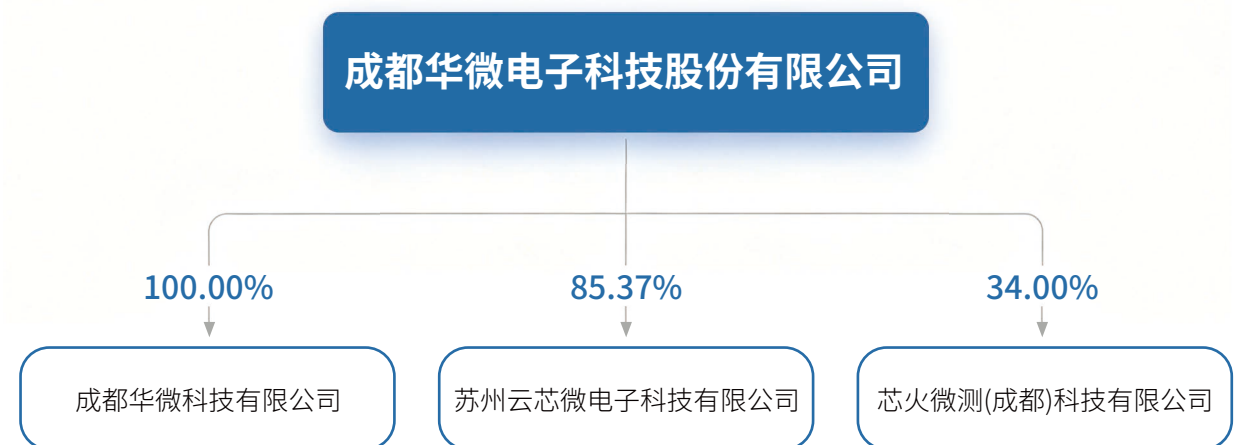 成都华微电子科技股份有限公司
100.00%
85.37%
34.00%
成都华微科技有限公司
苏州云芯微电子科技有限公司
芯火微测(成都)科技有限公司